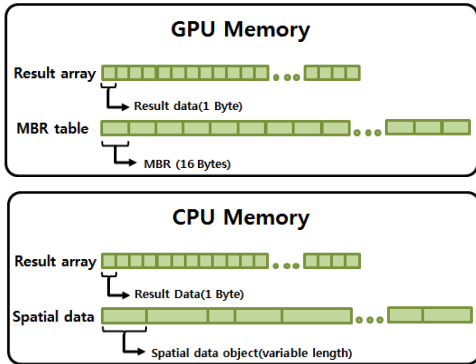 GPU Memory
Result array
Result data(1 Byte)
MBR table
MBR (16 Bytes)
CPU Memory
Result array
Result Data(1 Byte)
Spatial data
Spatial data object(variable length)